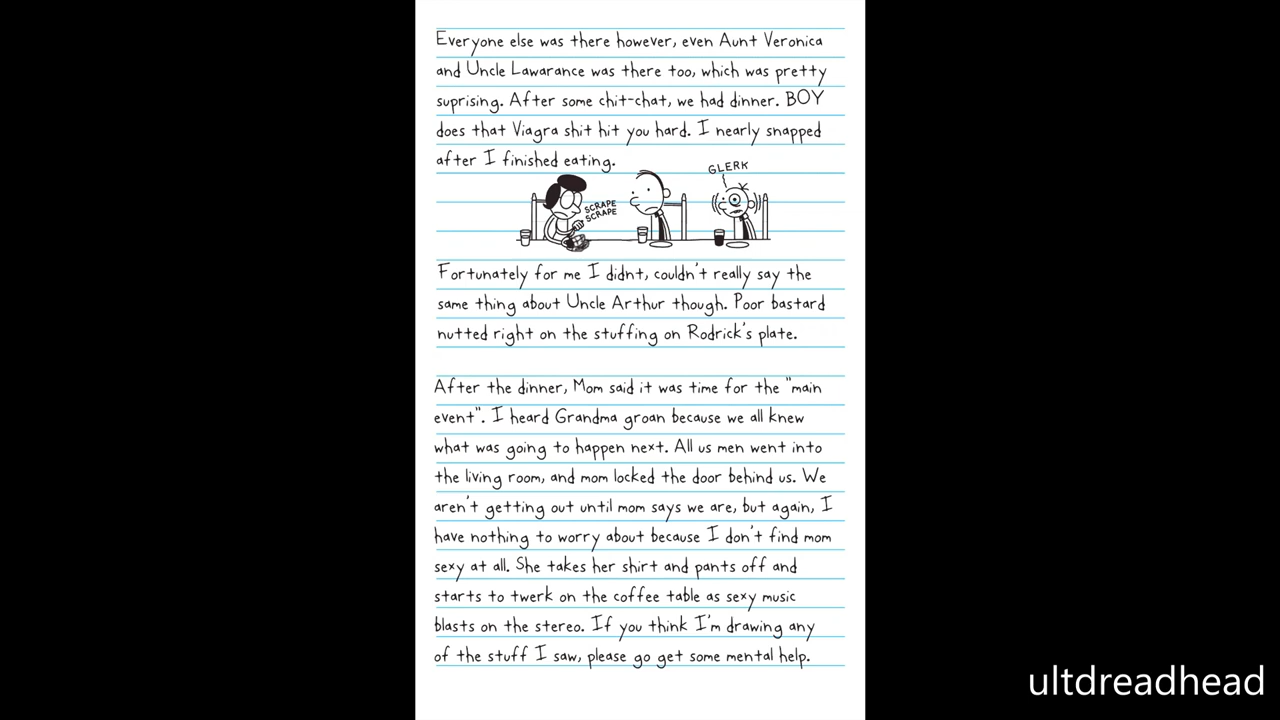 Everyone else was there however, even Aunt Veronica
and Uncle Lawarance was there too, which was pretty
suprising. After some chit-chat, we had dinner. BOY
does that Viagra shit hit you hard. I nearly snapped
after I finished eating.
GLERK
SCRAPE
SCRAPE
Fortunately for me I didnt, couldn't really say the
same thing about Uncle Arthur though. Poor bastard
nutted right on the stuffing on Rodrick's plate.
After the dinner, Mom said it was time for the "main
event". I heard Grandma groan because we all knew
what was going to happen next. All us men went into
the living room, and mom locked the door behind us. We
aren't getting out until mom says we are, but again, I
have nothing to worry about because I don't find mom
sexy at all. She takes her shirt and pants off and
starts to twerk on the coffee table as sexy music
blasts on the stereo. If you think I'm drawing any
of the stuff I saw, please go get some mental help.
ultdreadhead